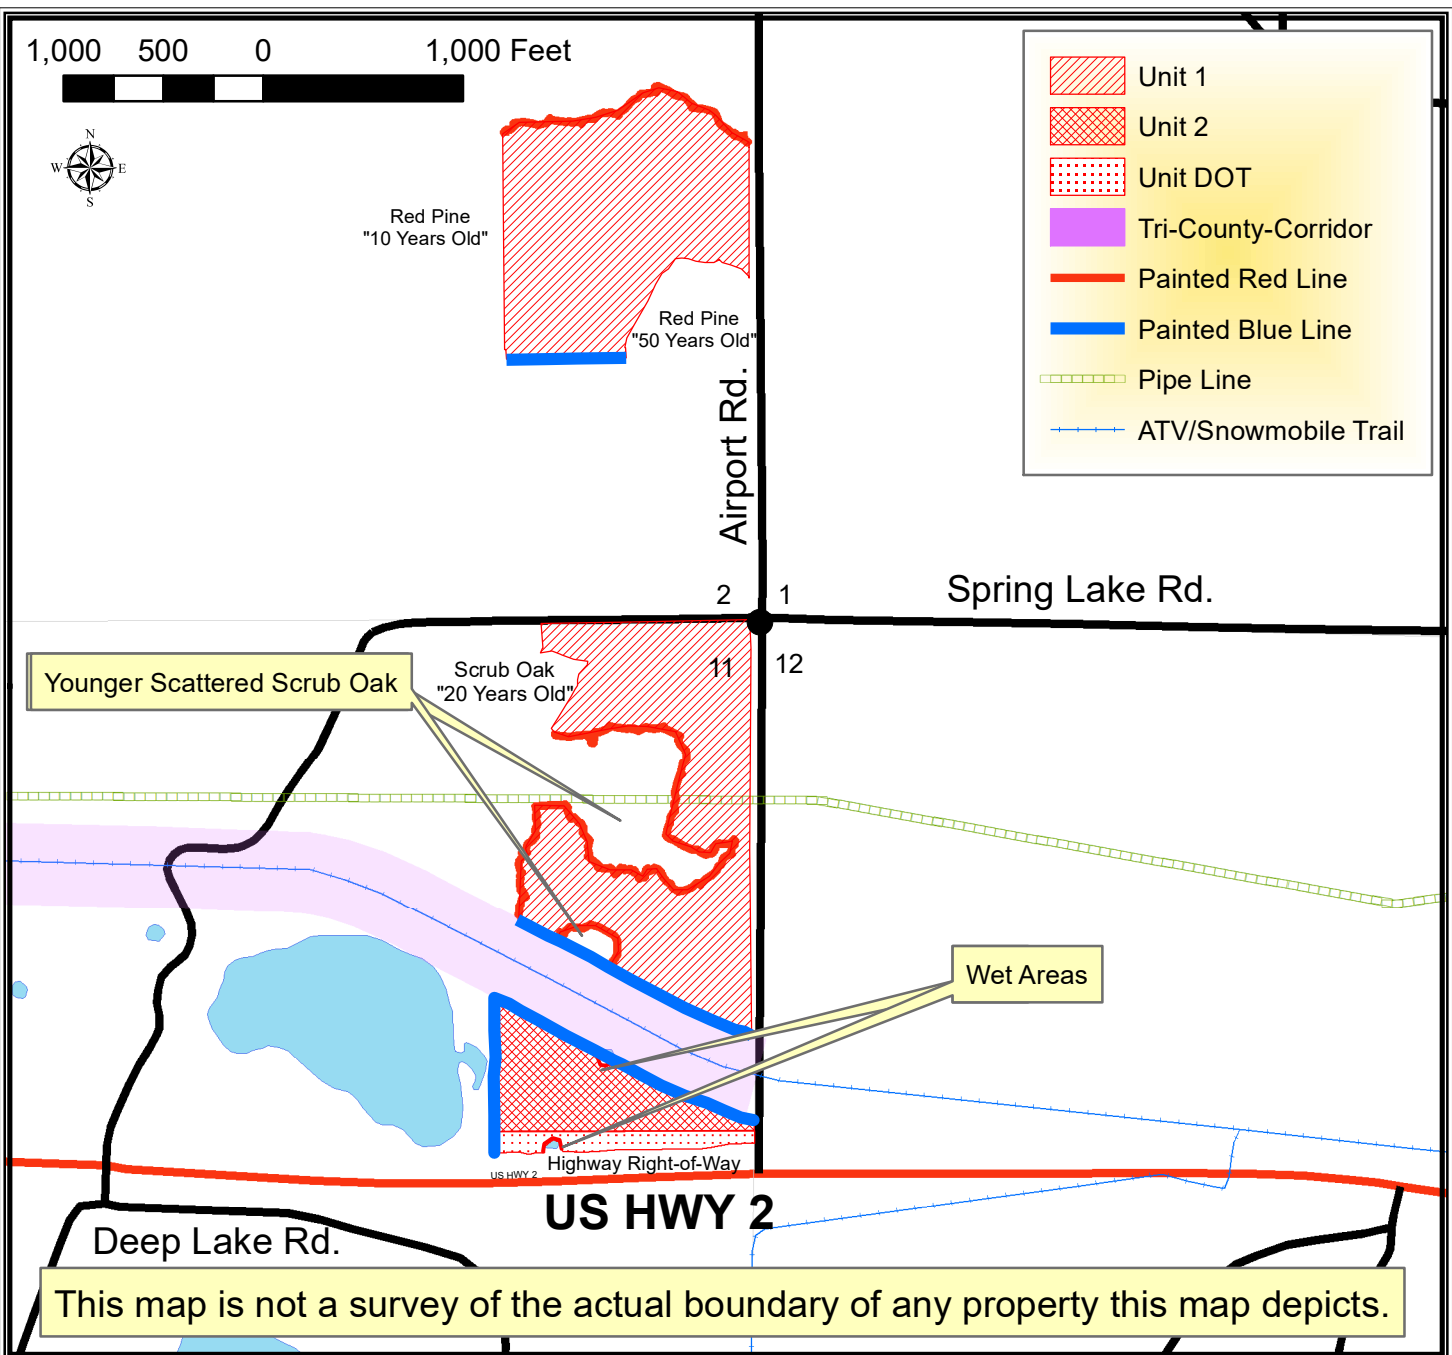 1,000 500 0 1,000 Feet
N
W E
S
Unit 1
Unit 2
Unit DOT
Tri-County-Corridor
Painted Red Line
Painted Blue Line
Pipe Line
ATV/Snowmobile Trail
Red Pine
"10 Years Old"
Red Pine
"50 Years Old"
Airport Rd.
2 1
Spring Lake Rd.
11 12
Scrub Oak
"20 Years Old"
Younger Scattered Scrub Oak
Wet Areas
Highway Right-of-Way
US HWY 2
US HWY 2
Deep Lake Rd.
This map is not a survey of the actual boundary of any property this map depicts.